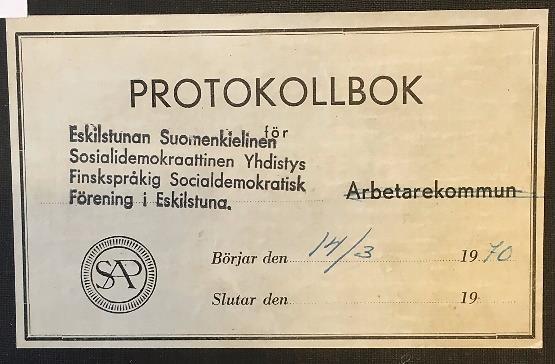 PROTOKOLLBOK
för
Eskilstunan Suomenkielinen
Sosialidemokraattinen Yhdistys
Finskspråkig Socialdemokratisk
Förening i Eskilstuna.
Arbetarekommun
Börjar den 14/3 1970
Slutar den 19
SAP